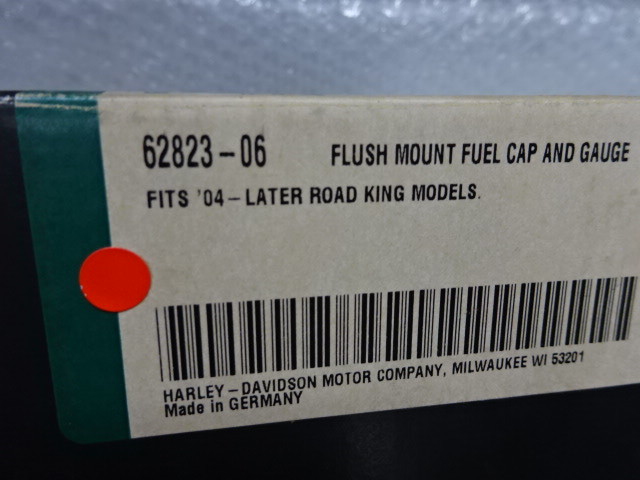 62823-06 FLUSH MOUNT FUEL CAP AND GAUGE
FITS '04-LATER ROAD KING MODELS.
HARLEY-DAVIDSON MOTOR COMPANY, MILWAUKEE WI 53201
Made in GERMANY